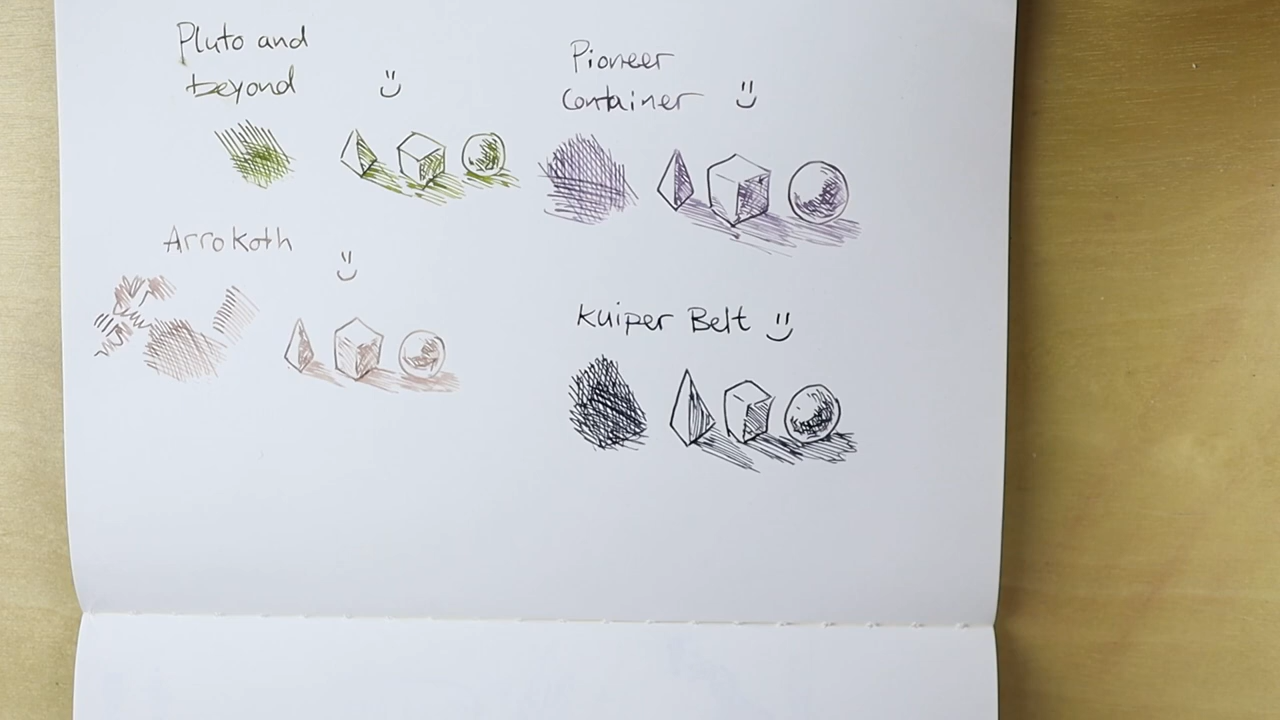 Pluto and
beyond
Pioneer
Container
Arrokoth
Kuiper Belt